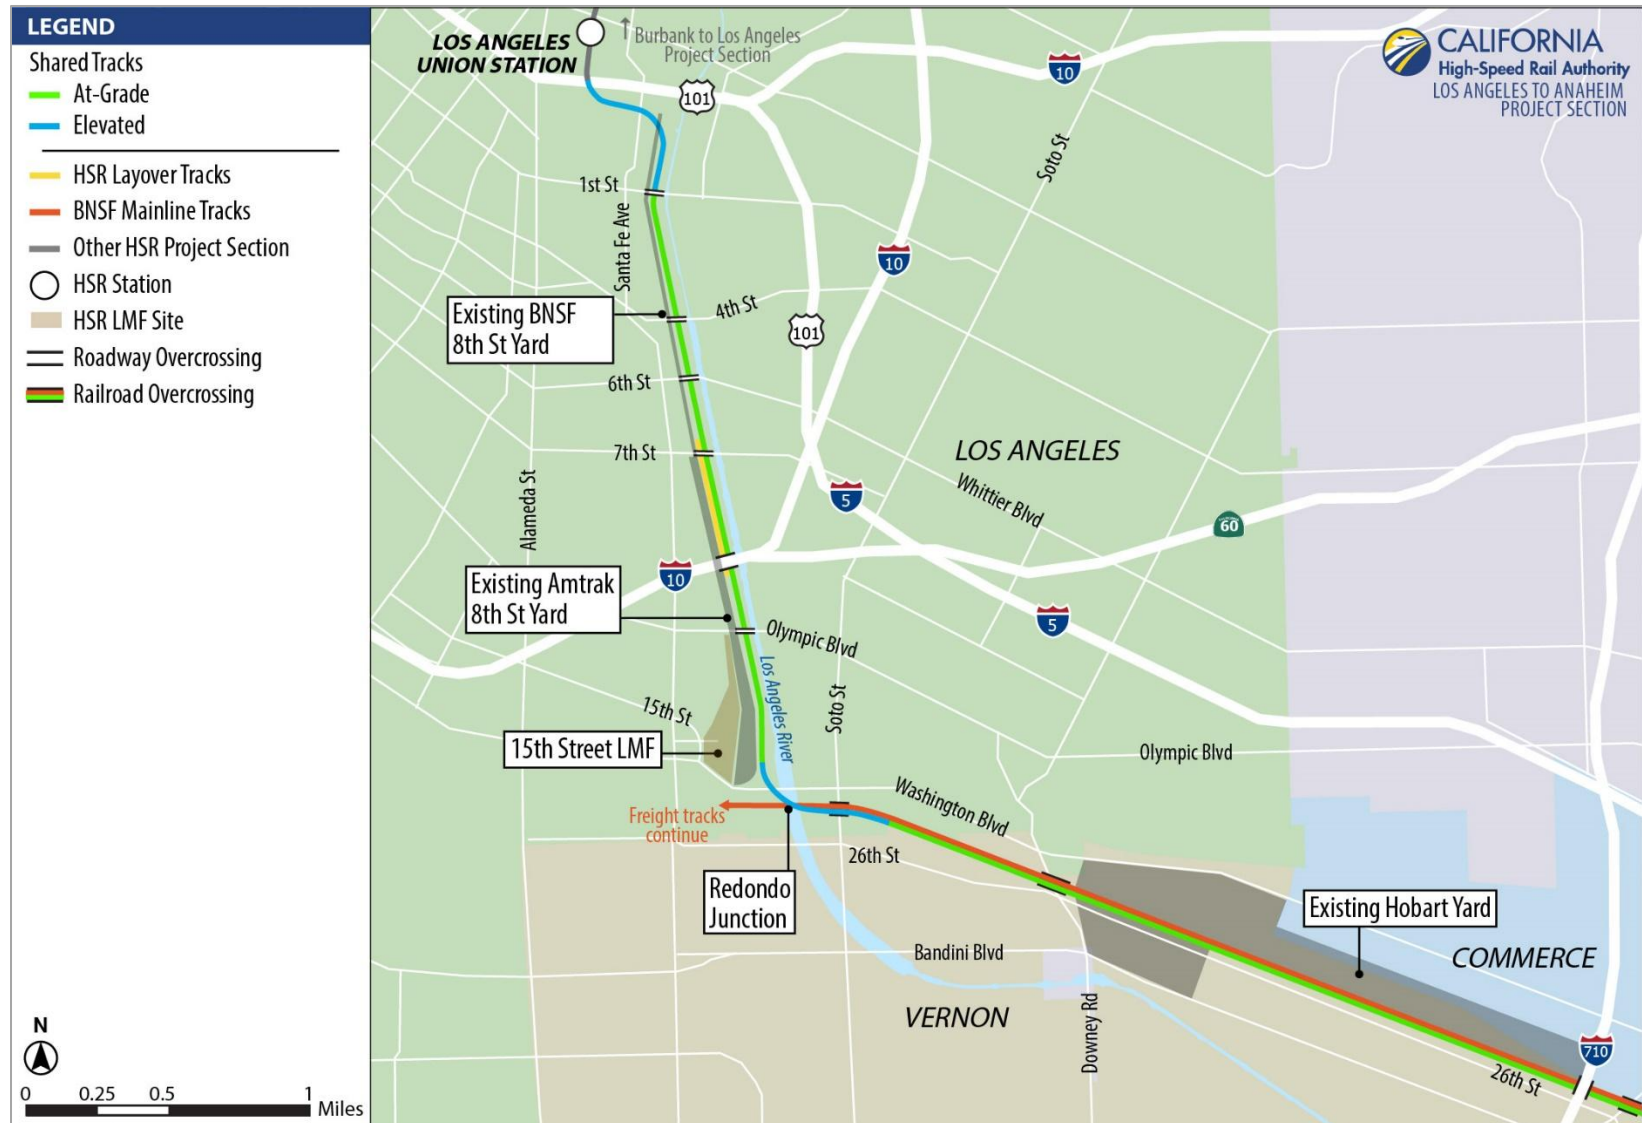 LEGEND
Shared Tracks
At-Grade
Elevated
HSR Layover Tracks
BNSF Mainline Tracks
Other HSR Project Section
HSR Station
HSR LMF Site
Roadway Overcrossing
Railroad Overcrossing
N
0 0.25 0.5 1
Miles
LOS ANGELES
UNION STATION
Burbank to Los Angeles
Project Section
101
10
CALIFORNIA
High-Speed Rail Authority
LOS ANGELES TO ANAHEIM
PROJECT SECTION
Soto St
1st St
Santa Fe Ave
10
Existing BNSF
8th St Yard
4th St
101
6th St
7th St
LOS ANGELES
Alameda St
5
Whittier Blvd
60
Existing Amtrak
8th St Yard
10
Olympic Blvd
5
Los Angeles River
Soto St
15th St
15th Street LMF
Olympic Blvd
Freight tracks
continue
Washington Blvd
26th St
Redondo
Junction
Existing Hobart Yard
Bandini Blvd
COMMERCE
VERNON
Downey Rd
710
26th St